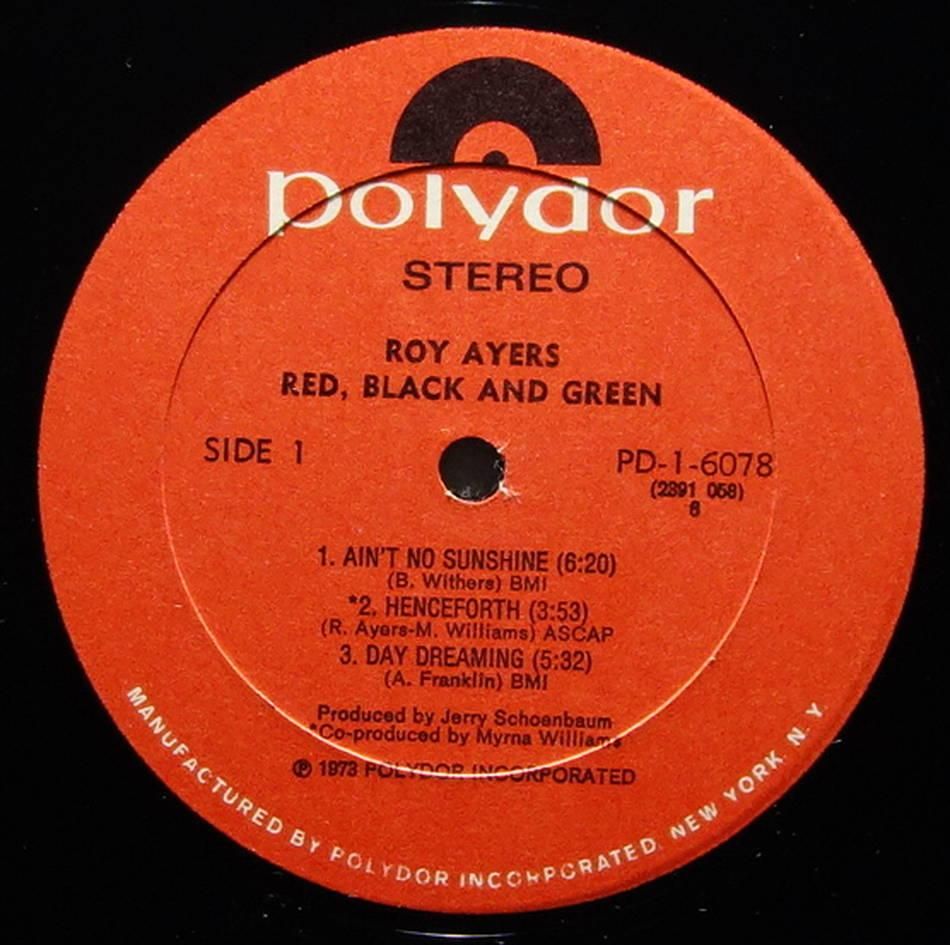 polydor
STEREO
ROY AYERS
RED, BLACK AND GREEN
SIDE 1
PD-1-6078
(2391 058)
8
1. AIN'T NO SUNSHINE (6:20)
(B. Withers) BMI
*2. HENCEFORTH (3:53)
(R. Ayers-M. Williams) ASCAP
3. DAY DREAMING (5:32)
(A. Franklin) BMI
Produced by Jerry Schoenbaum
*Co-produced by Myrna Williams
℗ 1973 POLYDOR INCORPORATED
MANUFACTURED BY POLYDOR INCORPORATED, NEW YORK, N. Y.